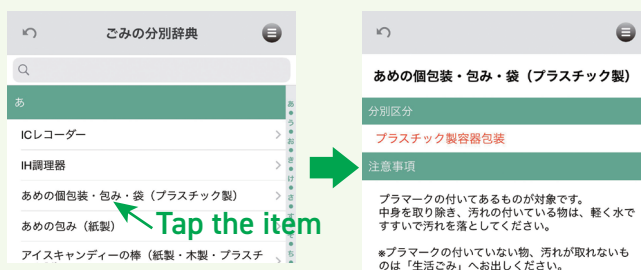 ごみの分別辞典
あ
ICレコーダー
IH調理器
あめの個包装・包み・袋（プラスチック製）
あめの包み（紙製）
アイスキャンディーの棒（紙製・木製・プラスチ
あ
う
お
き
け
さ
す
ち
Tap the item
あめの個包装・包み・袋（プラスチック製）
分別区分
プラスチック製容器包装
注意事項
プラマークの付いてあるものが対象です。
中身を取り除き、汚れの付いている物は、軽く水で
すすいで汚れを落としてください。
※プラマークの付いていない物、汚れが取れないも
のは「生活ごみ」へお出しください。